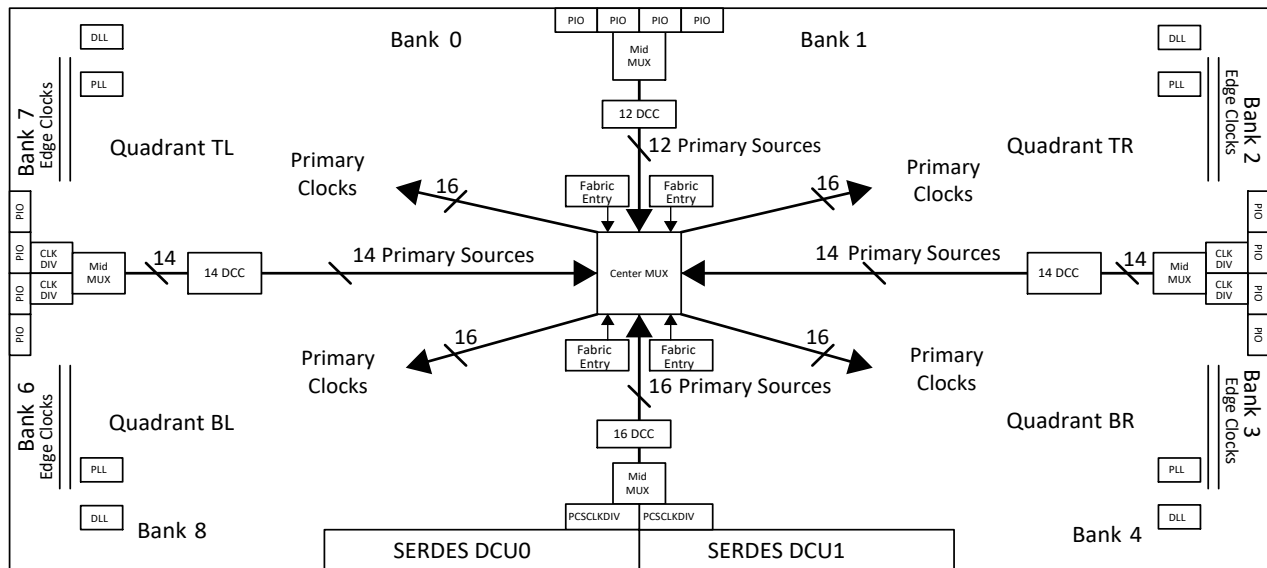 PIO PIO PIO PIO
DLL
Bank 0
Bank 1
DLL
Mid
MUX
PLL
PLL
Bank 7
Edge Clocks
Edge Clocks
Bank 2
12 DCC
Quadrant TL
12 Primary Sources
Quadrant TR
Primary
Clocks
16
Fabric
Entry
Fabric
Entry
16
Primary
Clocks
PIO
PIO
PIO
PIO
CLK
DIV
CLK
DIV
Mid
MUX
14
14 DCC
14 Primary Sources
Center MUX
14 Primary Sources
14 DCC
14
Mid
MUX
CLK
DIV
CLK
DIV
PIO
PIO
PIO
PIO
Primary
Clocks
16
Fabric
Entry
Fabric
Entry
16
Primary
Clocks
16 Primary Sources
Bank 6
Edge Clocks
Quadrant BL
16 DCC
Quadrant BR
Edge Clocks
Bank 3
PLL
Mid
MUX
PLL
DLL
Bank 8
PCSCLKDIV PCSCLKDIV
Bank 4
DLL
SERDES DCU0
SERDES DCU1